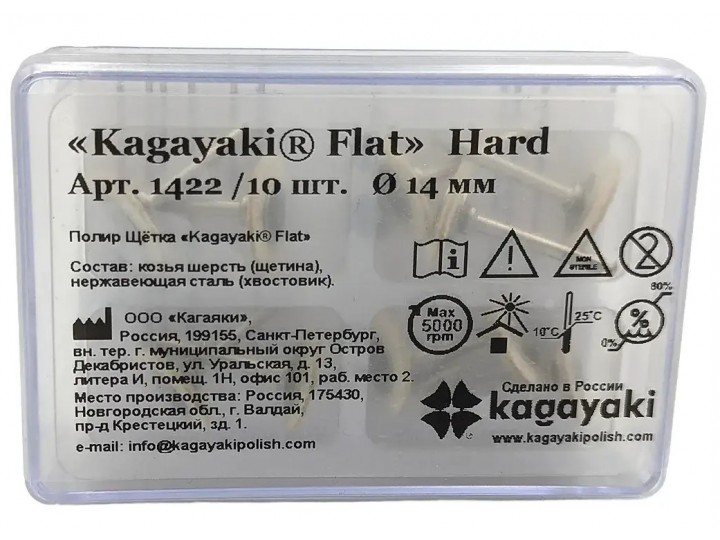 «Kagayaki® Flat» Hard
Арт. 1422 /10 шт. Ø 14 мм
Полир Щётка «Kagayaki® Flat»
Состав: козья шерсть (щетина),
нержавеющая сталь (хвостовик).
ООО «Кагаяки»,
Россия, 199155, Санкт-Петербург,
вн. тер. г. муниципальный округ Остров
Декабристов, ул. Уральская, д. 13,
литера И, помещ. 1Н, офис 101, раб. место 2.
Место производства: Россия, 175430,
Новгородская обл., г. Валдай,
пр-д Крестецкий, зд. 1.
e-mail: info@kagayakipolish.com
i
!
NON
STERILE
2
Max
5000
rpm
10°C
25°C
80%
%
0%
Сделано в России
kagayaki
www.kagayakipolish.com